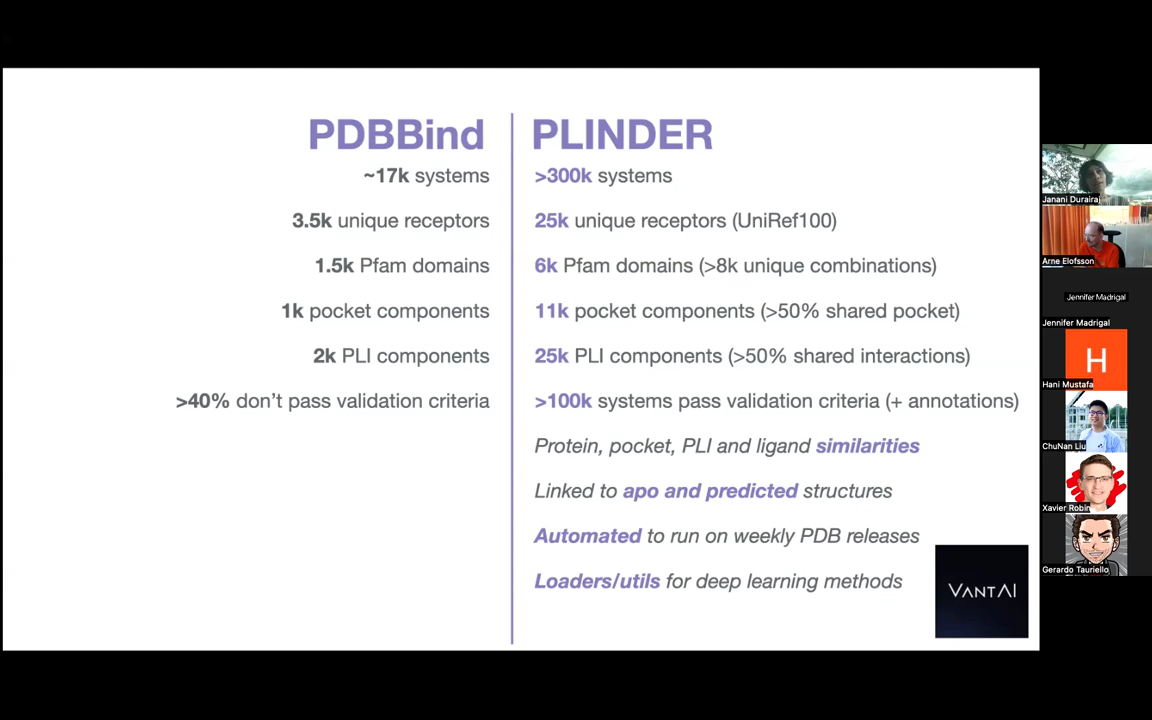 PDBBind
~17k systems
3.5k unique receptors
1.5k Pfam domains
1k pocket components
2k PLI components
>40% don't pass validation criteria
PLINDER
>300k systems
25k unique receptors (UniRef100)
6k Pfam domains (>8k unique combinations)
11k pocket components (>50% shared pocket)
25k PLI components (>50% shared interactions)
>100k systems pass validation criteria (+ annotations)
Protein, pocket, PLI and ligand similarities
Linked to apo and predicted structures
Automated to run on weekly PDB releases
Loaders/utils for deep learning methods
VANTAI
Janani Durairaj
Arne Elofsson
Jennifer Madrigal
Jennifer Madrigal
H
Hani Mustafa
ChuNan Liu
Xavier Robin
Gerardo Tauriello